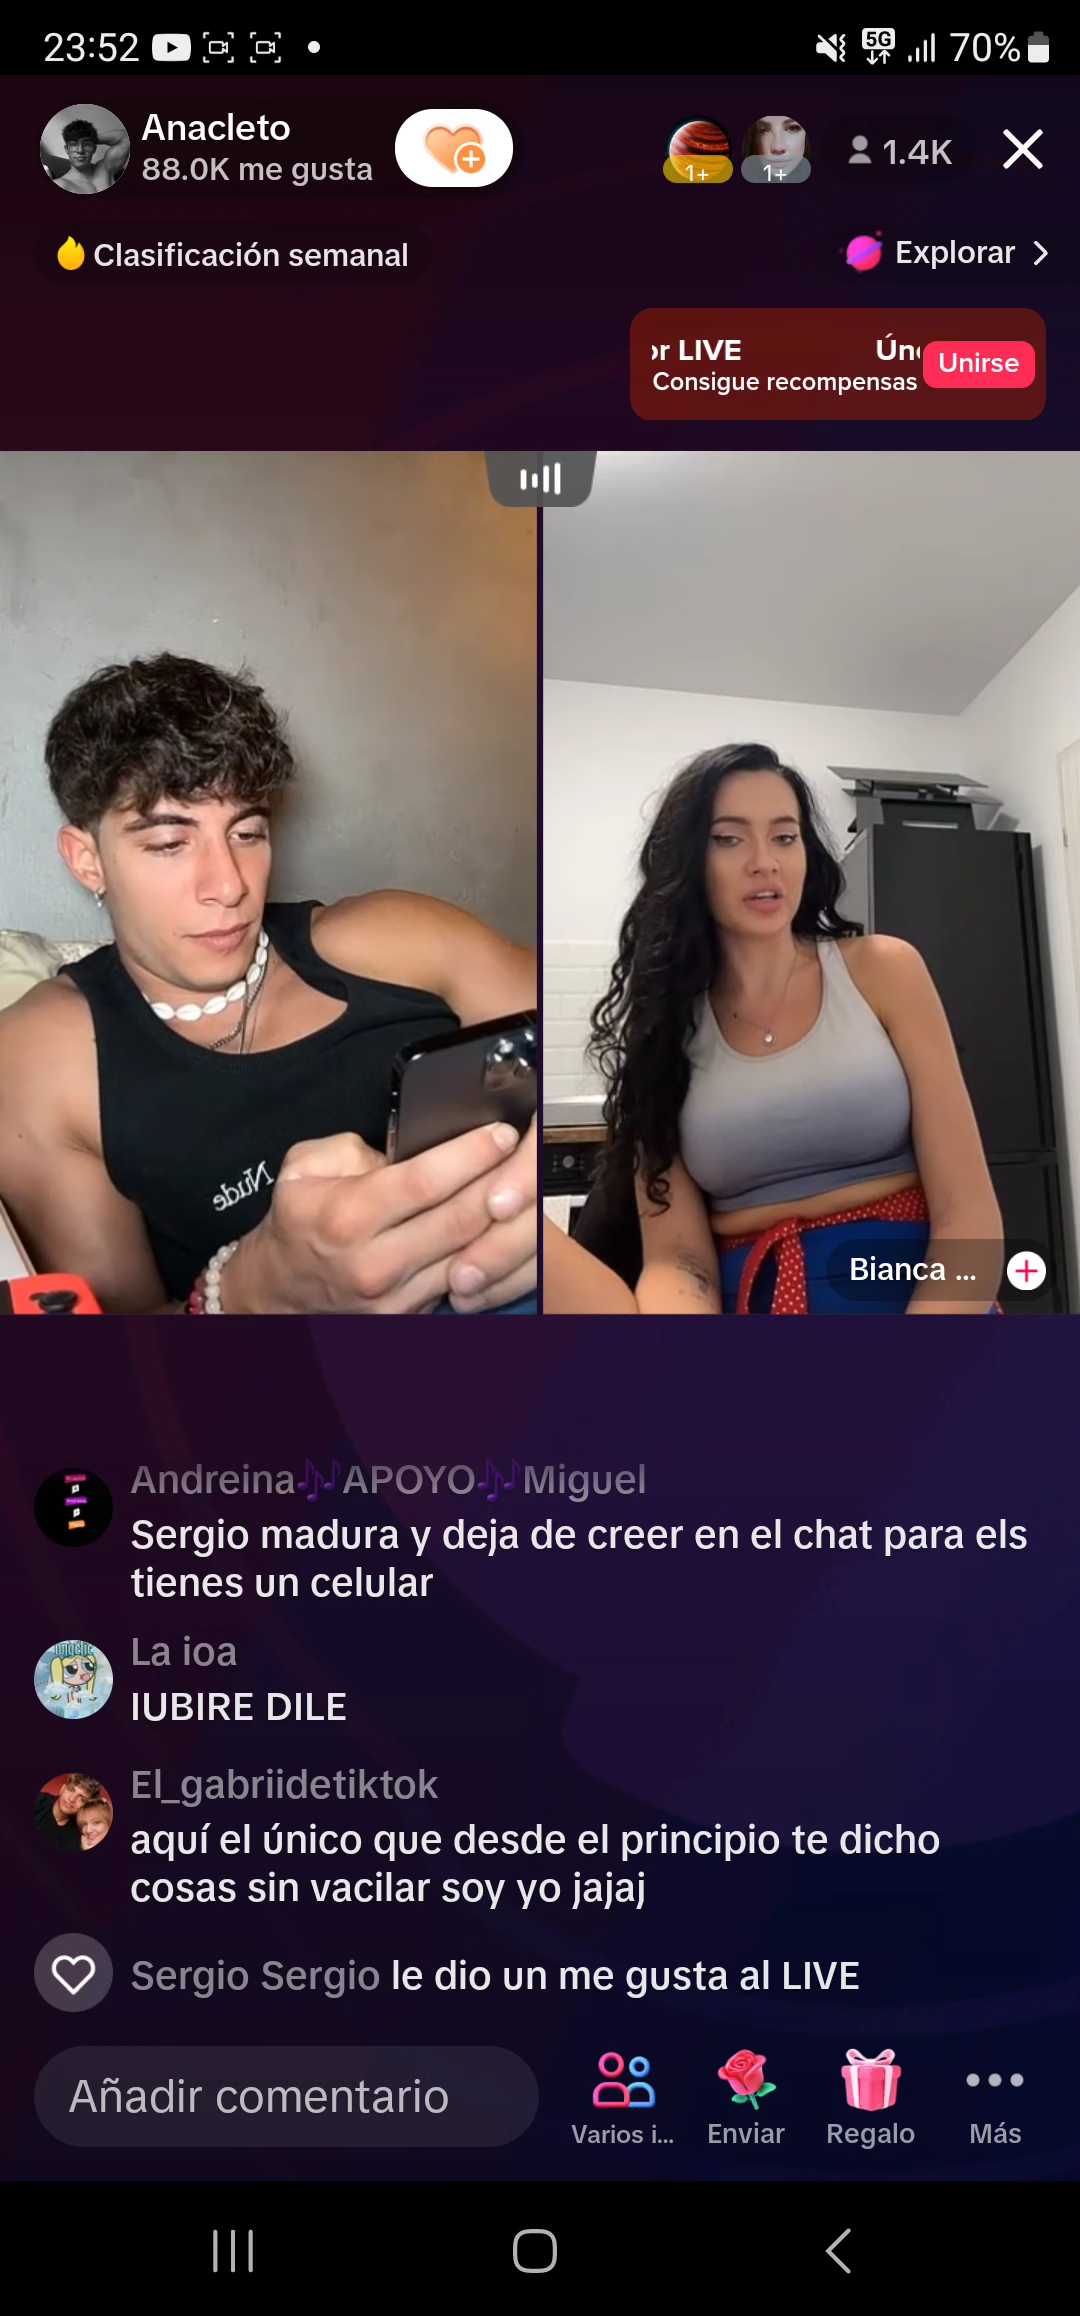 23:52
5G
70%
Anacleto
88.0K me gusta
1+
1+
1.4K
Clasificación semanal
Explorar
or LIVE
Consigue recompensas
Unirse
Nude
Bianca ...
Andreina🎶APOYO🎶Miguel
Sergio madura y deja de creer en el chat para els
tienes un celular
La ioa
IUBIRE DILE
El_gabriidetiktok
aquí el único que desde el principio te dicho
cosas sin vacilar soy yo jajaj
Sergio Sergio le dio un me gusta al LIVE
Añadir comentario
Varios i...
Enviar
Regalo
Más